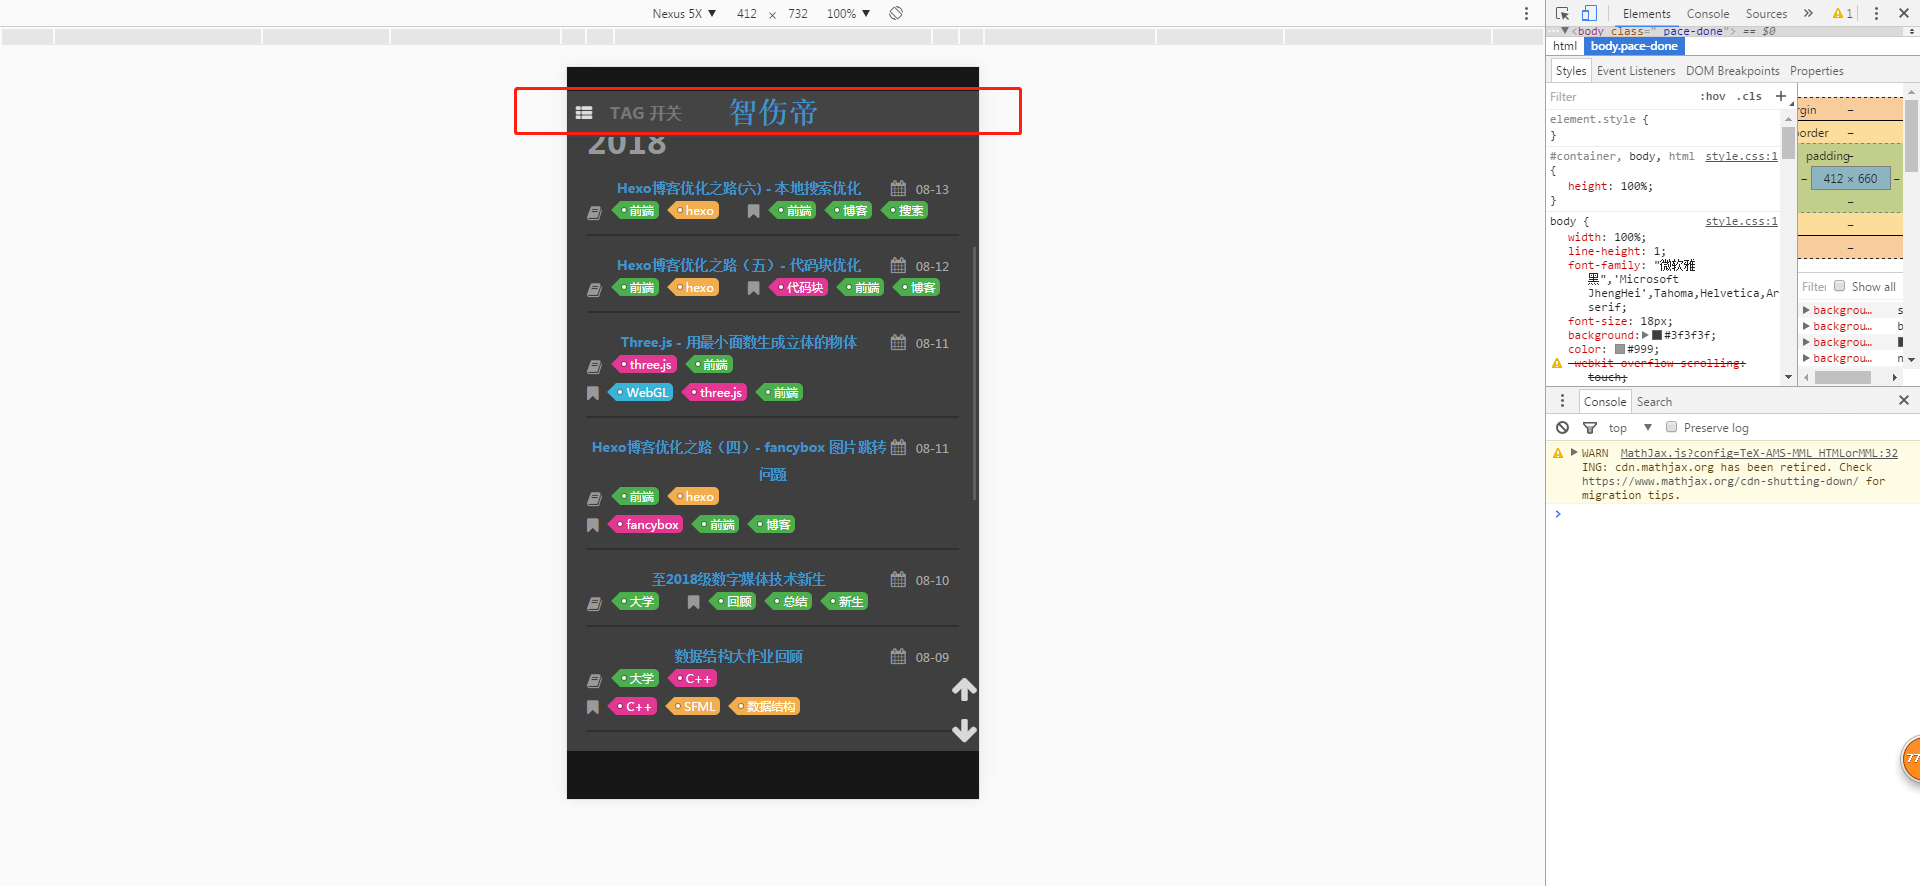 Nexus 5X ▼ 412 × 732 100% ▼
Elements Console Sources » 1
<body class=" pace-done"> == $0
html body.pace-done
Styles Event Listeners DOM Breakpoints Properties
Filter :hov .cls +
element.style {
}
#container, body, html style.css:1
{
height: 100%;
}
body { style.css:1
width: 100%;
line-height: 1;
font-family: "微软雅
黑",'Microsoft
JhengHei',Tahoma,Helvetica,Ar
serif;
font-size: 18px;
background: #3f3f3f;
color: #999;
-webkit-overflow-scrolling:
touch;
rgin –
order –
padding–
– 412 × 660 –
–
–
–
Filter Show all
backgrou… s
backgrou… b
backgrou…
backgrou… n
Console Search
top ▼ Preserve log
WARN MathJax.js?config=TeX-AMS-MML_HTMLorMML:32
ING: cdn.mathjax.org has been retired. Check
https://www.mathjax.org/cdn-shutting-down/ for
migration tips.
TAG 开关 智伤帝
2018
Hexo博客优化之路(六) - 本地搜索优化 08-13
前端 hexo 前端 博客 搜索
Hexo博客优化之路（五）- 代码块优化 08-12
前端 hexo 代码块 前端 博客
Three.js - 用最小面数生成立体的物体 08-11
three.js 前端
WebGL three.js 前端
Hexo博客优化之路（四）- fancybox 图片跳转 08-11
问题
前端 hexo
fancybox 前端 博客
至2018级数字媒体技术新生 08-10
大学 回顾 总结 新生
数据结构大作业回顾 08-09
大学 C++
C++ SFML 数据结构
77